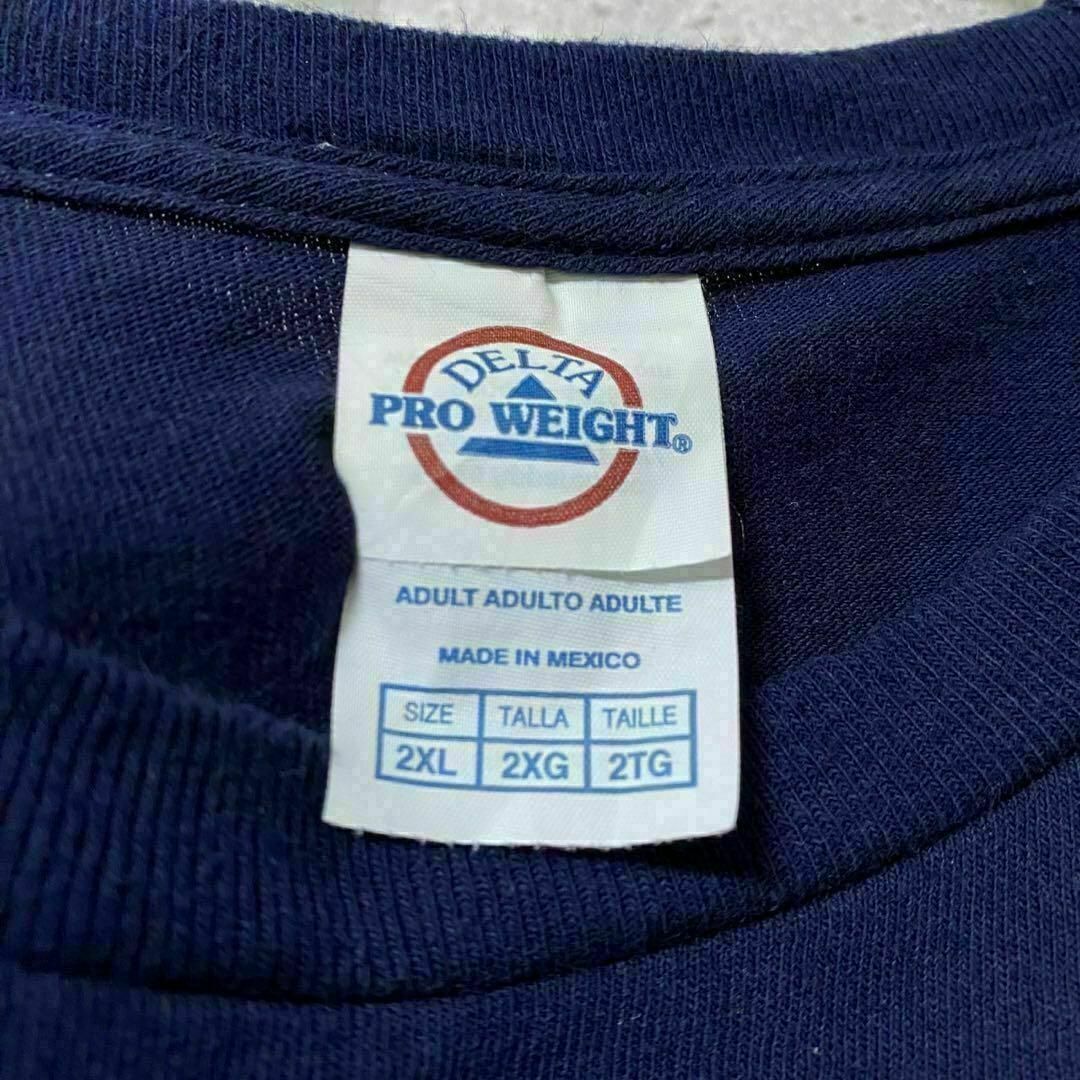 DELTA
PRO WEIGHT®
ADULT ADULTO ADULTE
MADE IN MEXICO
SIZE TALLA TAILLE
2XL 2XG 2TG